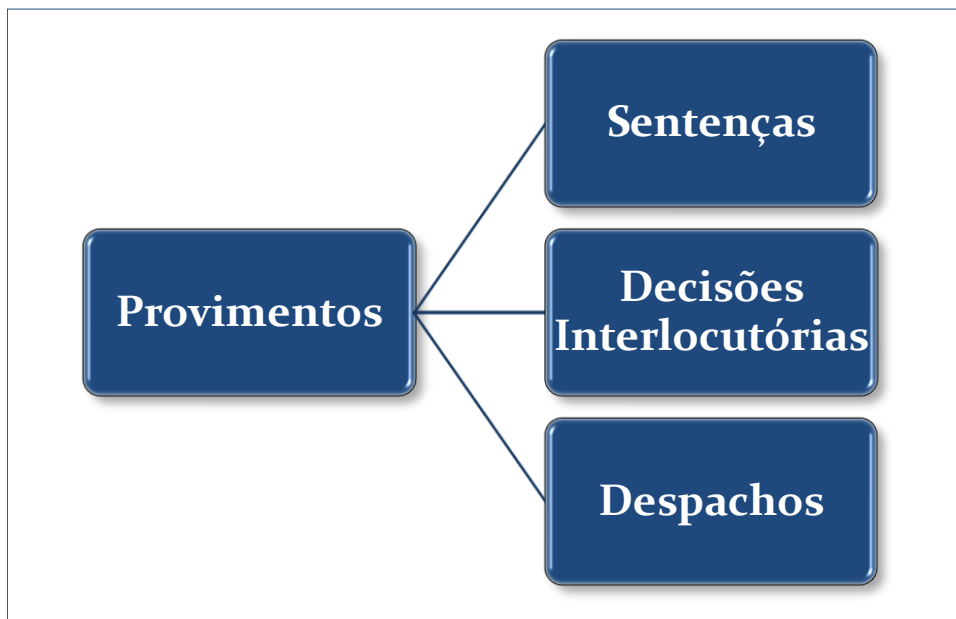 Provimentos
Sentenças
Decisões
Interlocutórias
Despachos